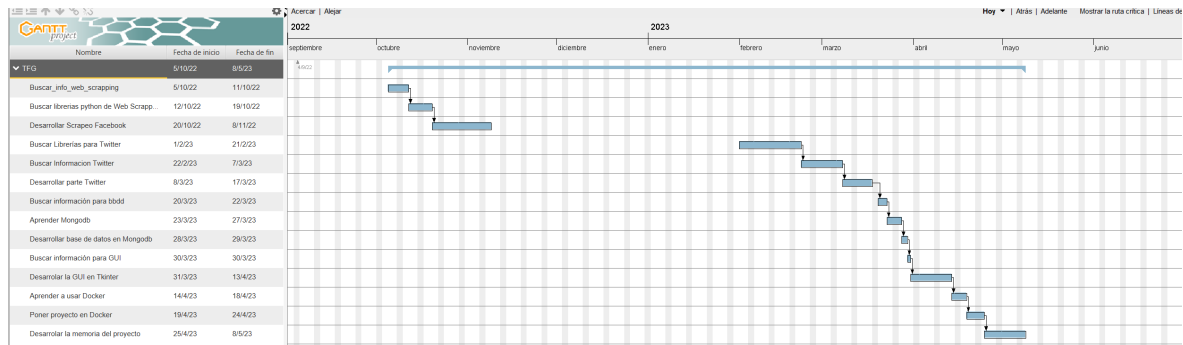 Acercar | Alejar
Hoy ▼ | Atrás | Adelante Mostrar la ruta crítica | Líneas de
GANTT project
2022 2023
Nombre Fecha de inicio Fecha de fin
septiembre octubre noviembre diciembre enero febrero marzo abril mayo junio
TFG 5/10/22 8/5/23
Buscar_info_web_scrapping 5/10/22 11/10/22
Buscar librerias python de Web Scrapp... 12/10/22 19/10/22
Desarrollar Scrapeo Facebook 20/10/22 8/11/22
Buscar Librerías para Twitter 1/2/23 21/2/23
Buscar Informacion Twitter 22/2/23 7/3/23
Desarrollar parte Twitter 8/3/23 17/3/23
Buscar información para bbdd 20/3/23 22/3/23
Aprender Mongodb 23/3/23 27/3/23
Desarrollar base de datos en Mongodb 28/3/23 29/3/23
Buscar información para GUI 30/3/23 30/3/23
Desarrolar la GUI en Tkinter 31/3/23 13/4/23
Aprender a usar Docker 14/4/23 18/4/23
Poner proyecto en Docker 19/4/23 24/4/23
Desarrolar la memoria del proyecto 25/4/23 8/5/23